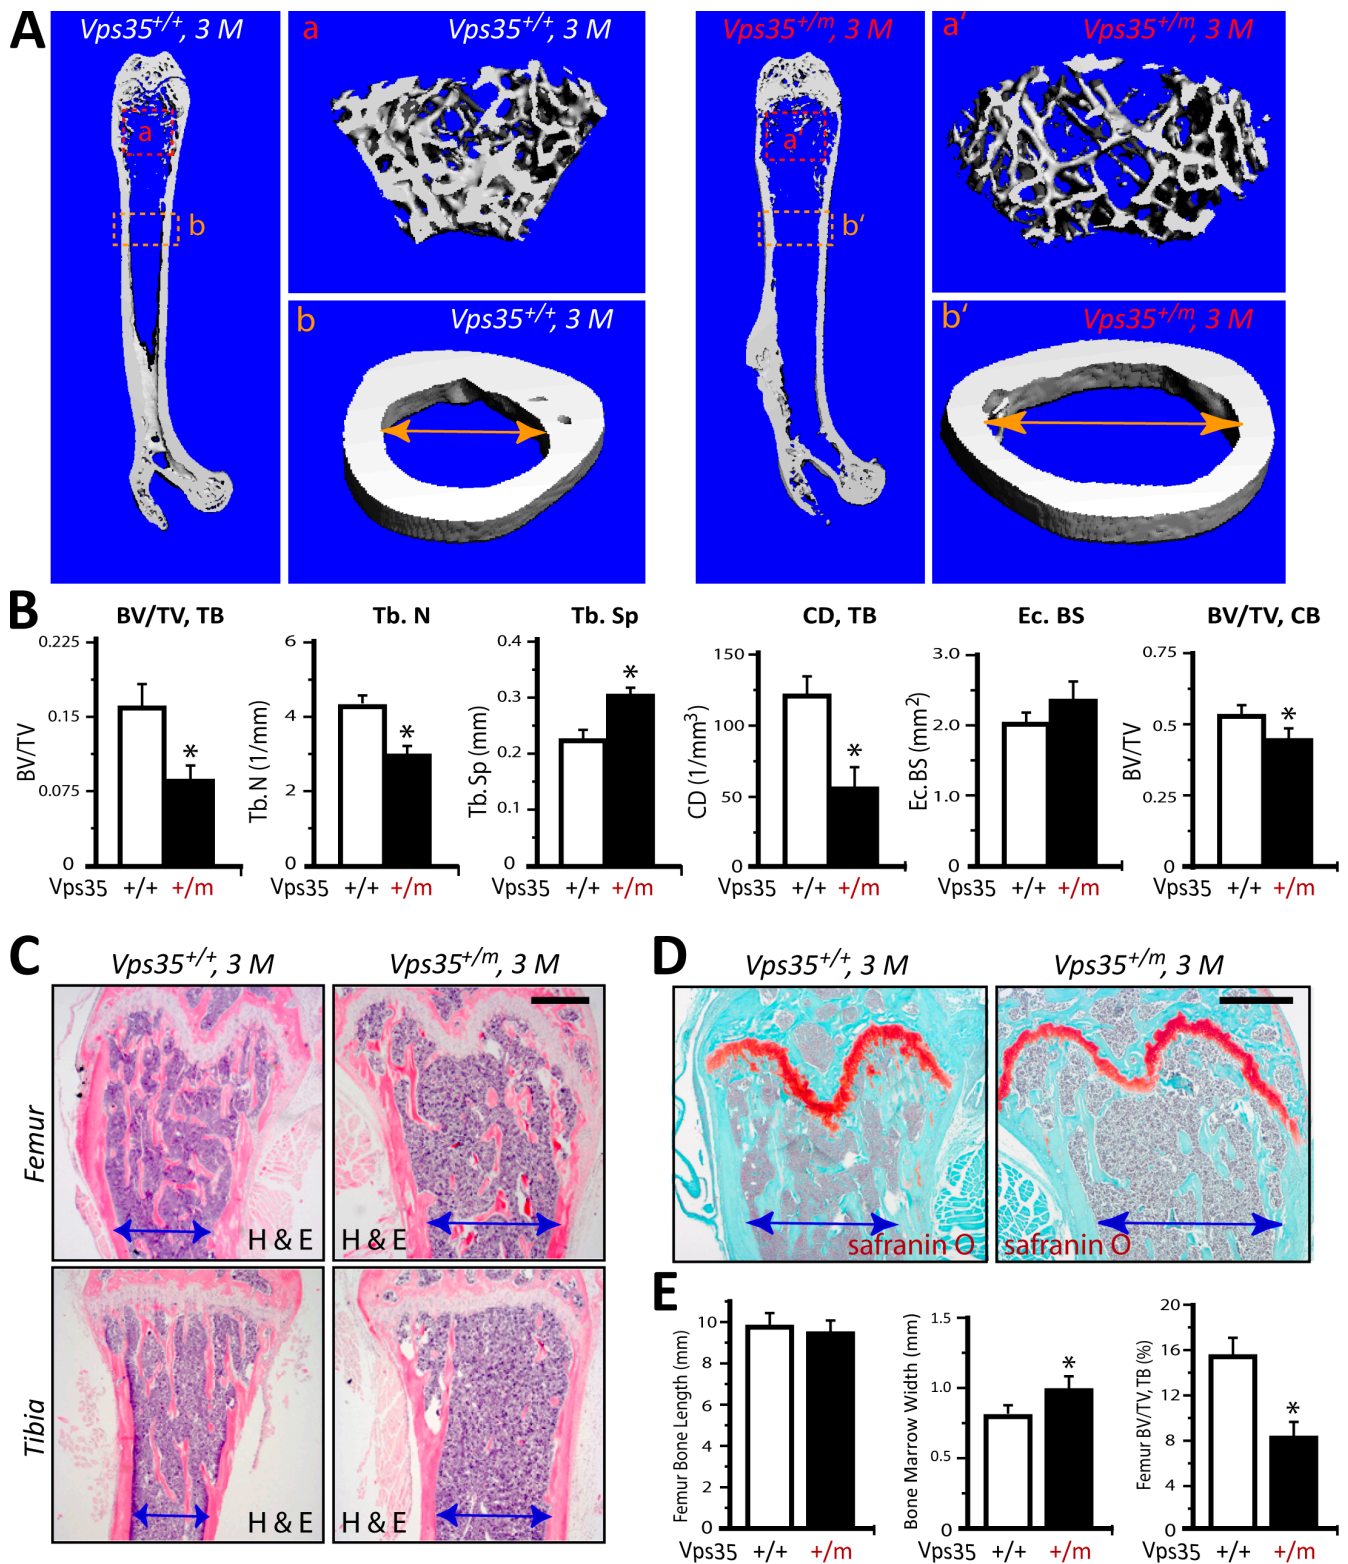 A
Vps35+/+, 3 M
a
Vps35+/+, 3 M
Vps35+/m, 3 M
a'
Vps35+/m, 3 M
a
a'
b
b'
b
Vps35+/+, 3 M
b'
Vps35+/m, 3 M
B
BV/TV, TB
BV/TV
0.225
0.15
0.075
0
*
Vps35 +/+ +/m
Tb. N
Tb. N (1/mm)
6
4
2
0
*
Vps35 +/+ +/m
Tb. Sp
Tb. Sp (mm)
0.4
0.3
0.2
0.1
0
*
Vps35 +/+ +/m
CD, TB
CD (1/mm3)
150
100
50
0
*
Vps35 +/+ +/m
Ec. BS
Ec. BS (mm2)
3.0
2.0
1.0
0
Vps35 +/+ +/m
BV/TV, CB
BV/TV
0.75
0.5
0.25
0
*
Vps35 +/+ +/m
C
Vps35+/+, 3 M
Vps35+/m, 3 M
Femur
H & E
H & E
Tibia
H & E
H & E
D
Vps35+/+, 3 M
Vps35+/m, 3 M
safranin O
safranin O
E
Femur Bone Length (mm)
10
8
6
4
2
0
Vps35 +/+ +/m
Bone Marrow Width (mm)
1.5
1.0
0.5
0
*
Vps35 +/+ +/m
Femur BV/TV, TB (%)
20
16
12
8
4
0
*
Vps35 +/+ +/m